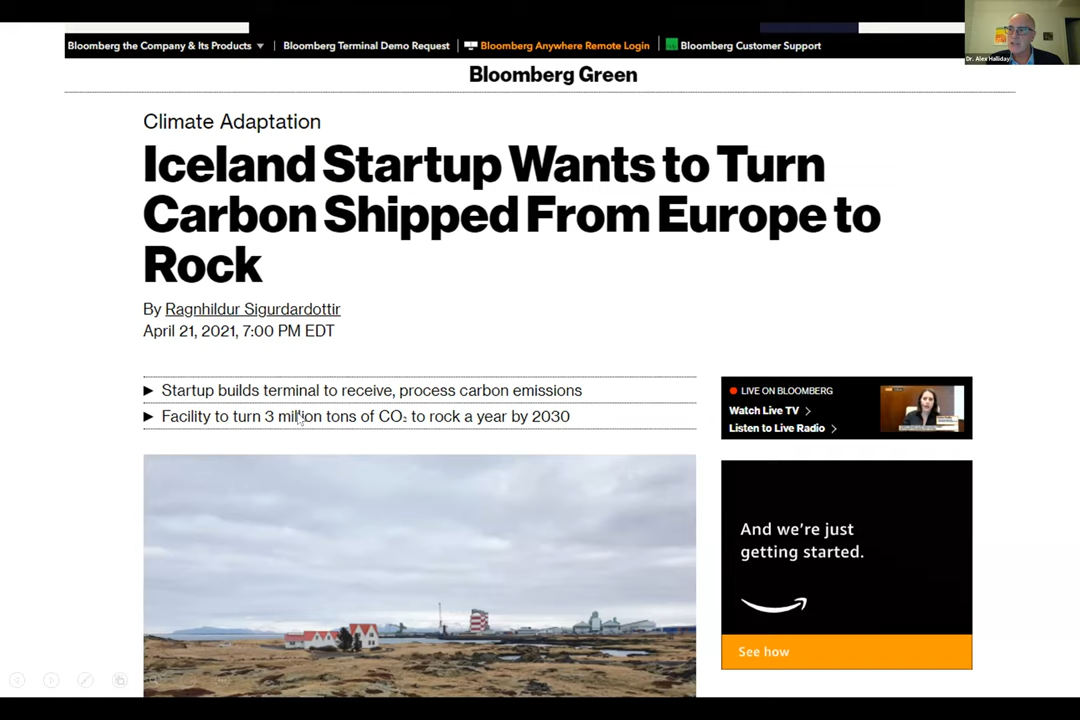 Bloomberg the Company & Its Products ▼ | Bloomberg Terminal Demo Request | Bloomberg Anywhere Remote Login | Bloomberg Customer Support
Dr. Alex Halliday
Bloomberg Green
Climate Adaptation
Iceland Startup Wants to Turn
Carbon Shipped From Europe to
Rock
By Ragnhildur Sigurdardottir
April 21, 2021, 7:00 PM EDT
► Startup builds terminal to receive, process carbon emissions
► Facility to turn 3 million tons of CO₂ to rock a year by 2030
LIVE ON BLOOMBERG
Watch Live TV >
Listen to Live Radio >
And we're just
getting started.
See how